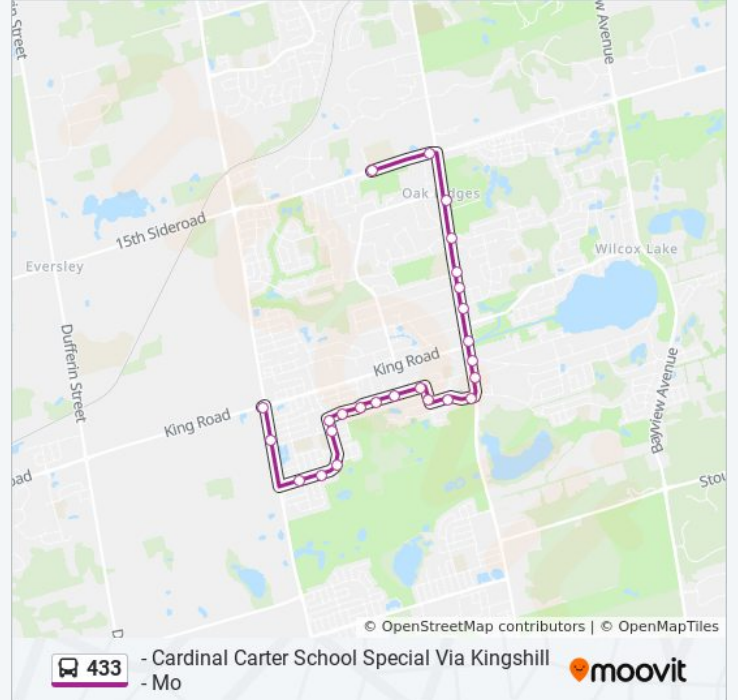 in Street
w Avenue
Oak Ridges
15th Sideroad
Wilcox Lake
Eversley
Dufferin Street
King Road
Bayview Avenue
King Road
oad
Stou
D
© OpenStreetMap contributors | © OpenMapTiles
433
- Cardinal Carter School Special Via Kingshill
- Mo
moovit